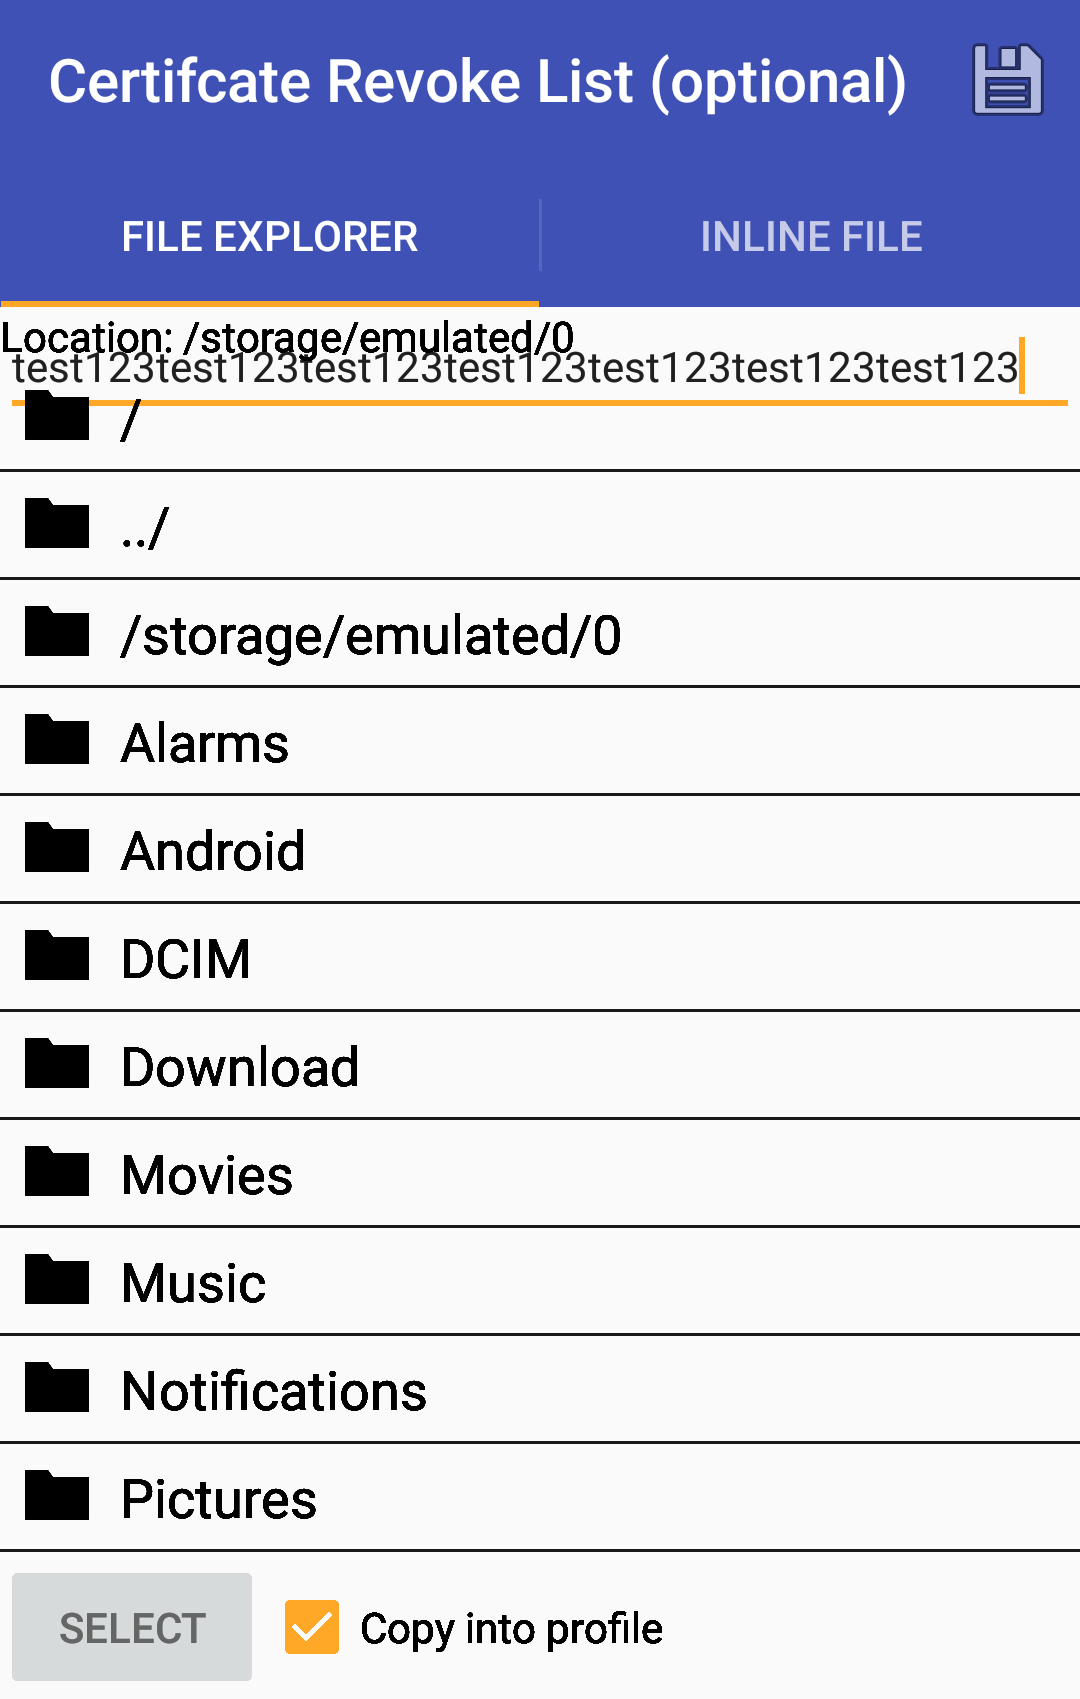 Certifcate Revoke List (optional)
FILE EXPLORER
INLINE FILE
Location: /storage/emulated/0
test123test123test123test123test123test123test123
/
../
/storage/emulated/0
Alarms
Android
DCIM
Download
Movies
Music
Notifications
Pictures
SELECT
Copy into profile